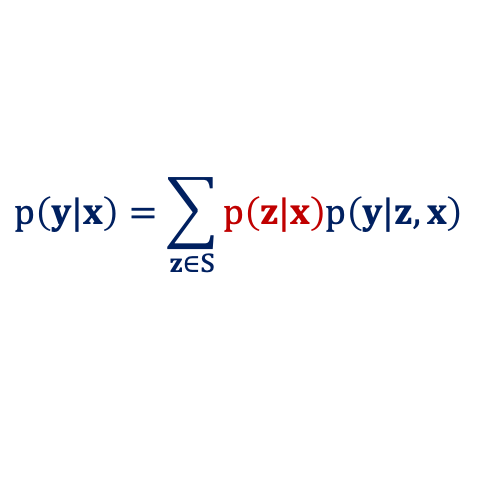 p(y|x) = ∑ p(z|x)p(y|z, x)
z∈S